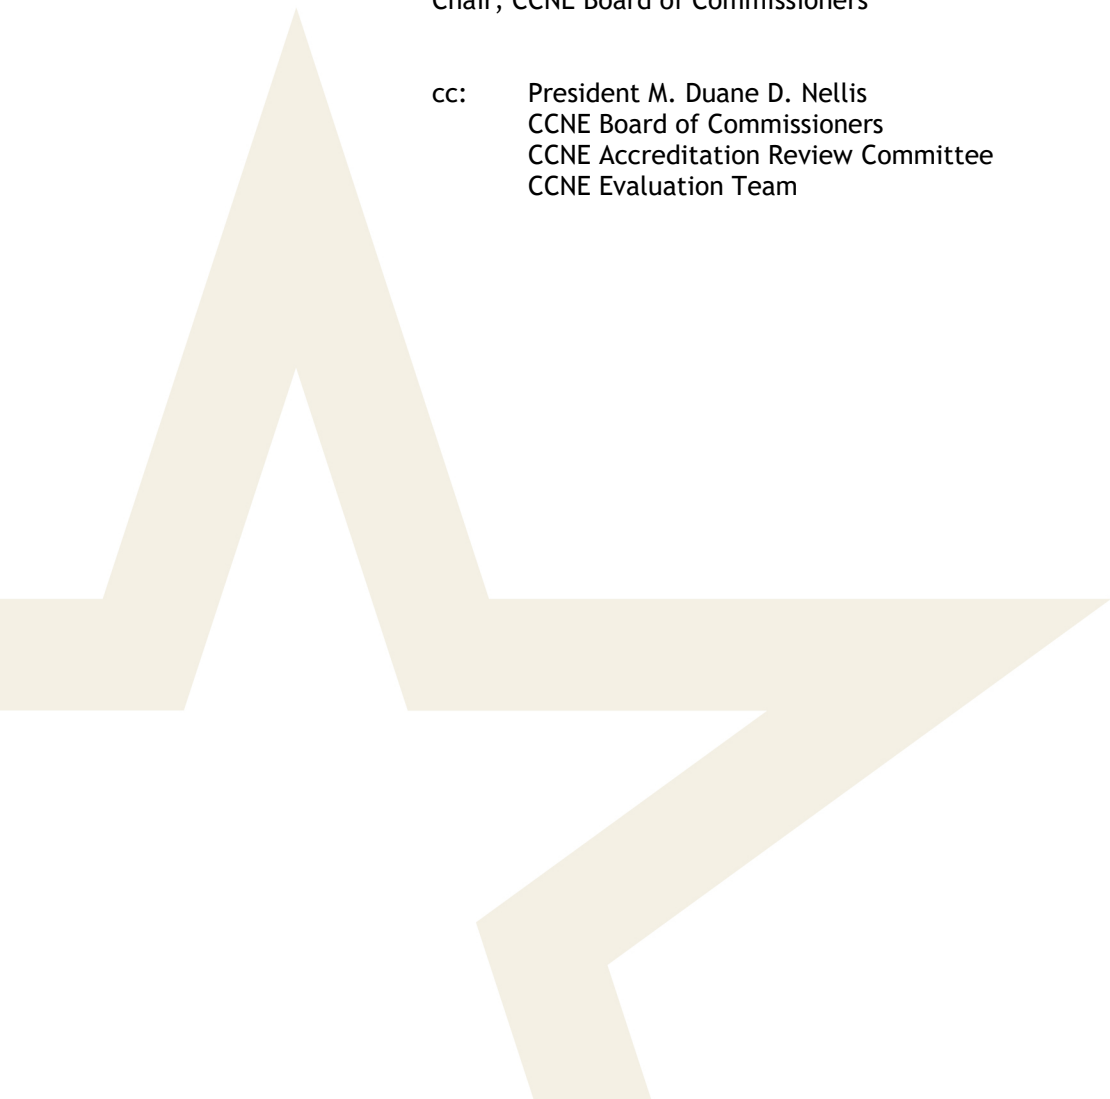 Chair, CCNE Board of Commissioners
cc: President M. Duane D. Nellis
CCNE Board of Commissioners
CCNE Accreditation Review Committee
CCNE Evaluation Team